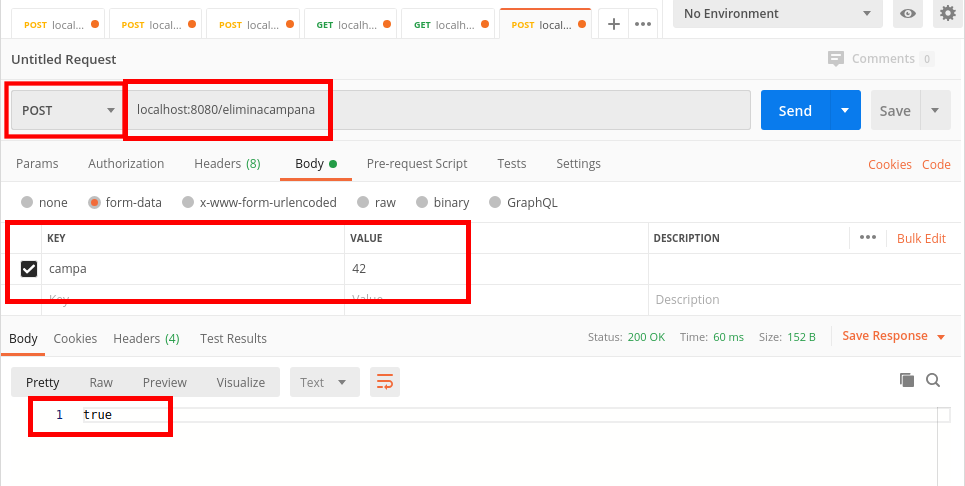 POST local... POST local... POST local... GET localh... GET localh... POST local... No Environment
Untitled Request Comments 0
POST localhost:8080/eliminacampana Send Save
Params Authorization Headers (8) Body Pre-request Script Tests Settings Cookies Code
none form-data x-www-form-urlencoded raw binary GraphQL
KEY VALUE DESCRIPTION Bulk Edit
campa 42
Key Value Description
Body Cookies Headers (4) Test Results Status: 200 OK Time: 60 ms Size: 152 B Save Response
Pretty Raw Preview Visualize Text
1 true